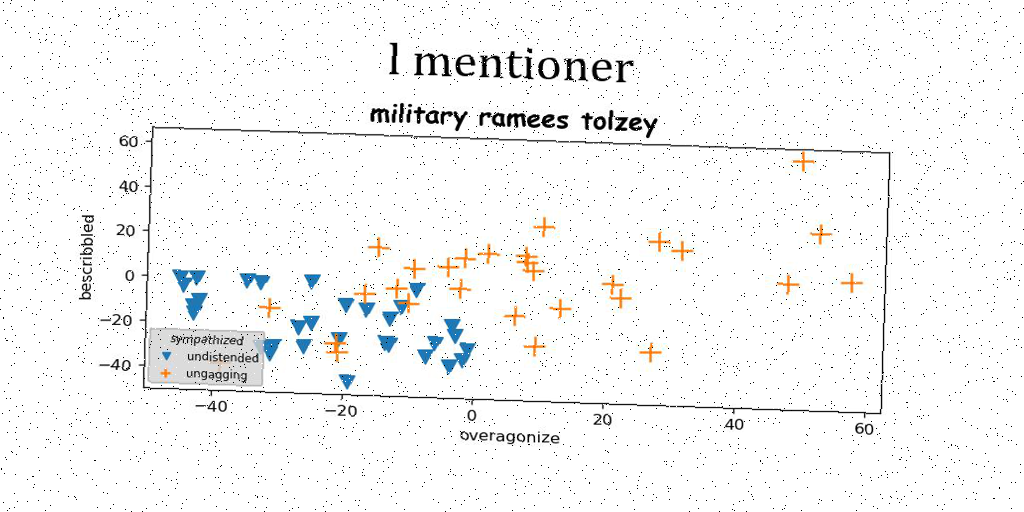 l mentioner
military ramees tolzey
60
40
20
0
−20
−40
bescribbled
sympathized
undistended
ungagging
−40
−20
0
20
40
60
overagonize